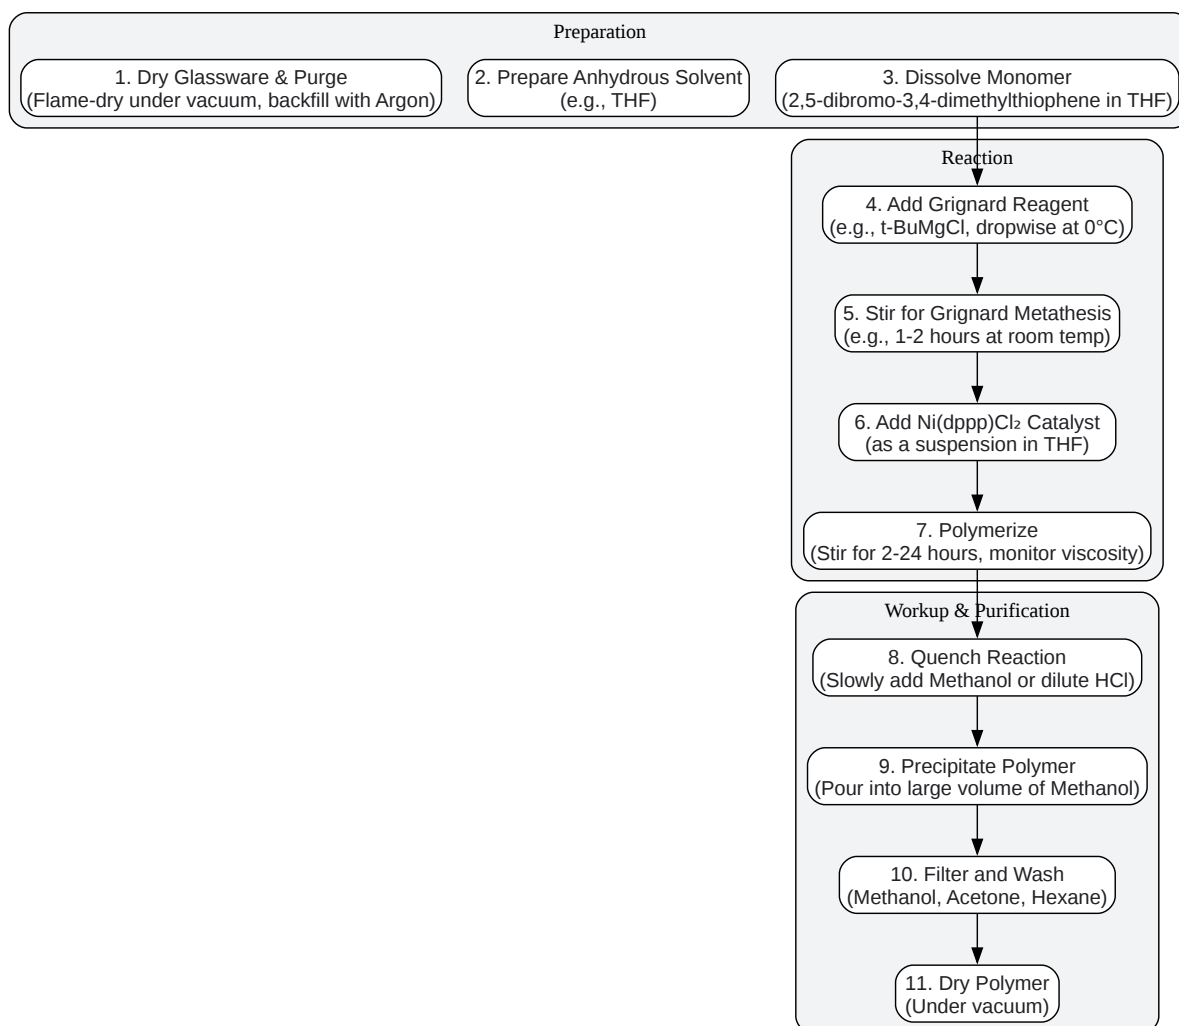 Preparation
1. Dry Glassware & Purge
(Flame-dry under vacuum, backfill with Argon)
2. Prepare Anhydrous Solvent
(e.g., THF)
3. Dissolve Monomer
(2,5-dibromo-3,4-dimethylthiophene in THF)
Reaction
4. Add Grignard Reagent
(e.g., t-BuMgCl, dropwise at 0°C)
5. Stir for Grignard Metathesis
(e.g., 1-2 hours at room temp)
6. Add Ni(dppp)Cl₂ Catalyst
(as a suspension in THF)
7. Polymerize
(Stir for 2-24 hours, monitor viscosity)
Workup & Purification
8. Quench Reaction
(Slowly add Methanol or dilute HCl)
9. Precipitate Polymer
(Pour into large volume of Methanol)
10. Filter and Wash
(Methanol, Acetone, Hexane)
11. Dry Polymer
(Under vacuum)